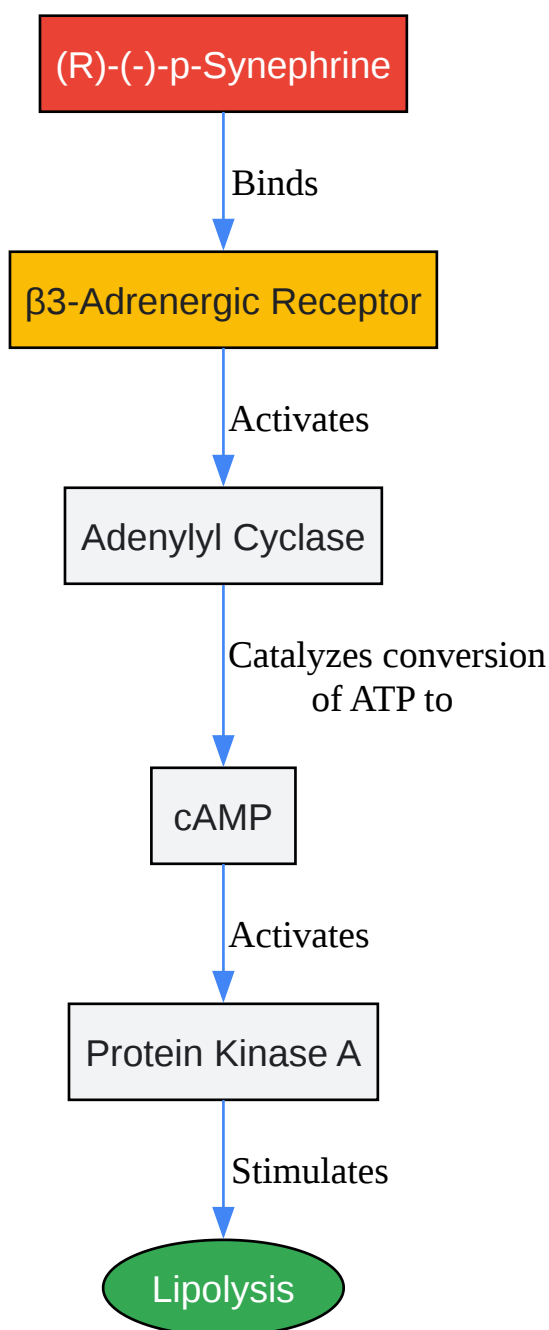 (R)-(-)-p-Synephrine
Binds
β3-Adrenergic Receptor
Activates
Adenylyl Cyclase
Catalyzes conversion
of ATP to
cAMP
Activates
Protein Kinase A
Stimulates
Lipolysis